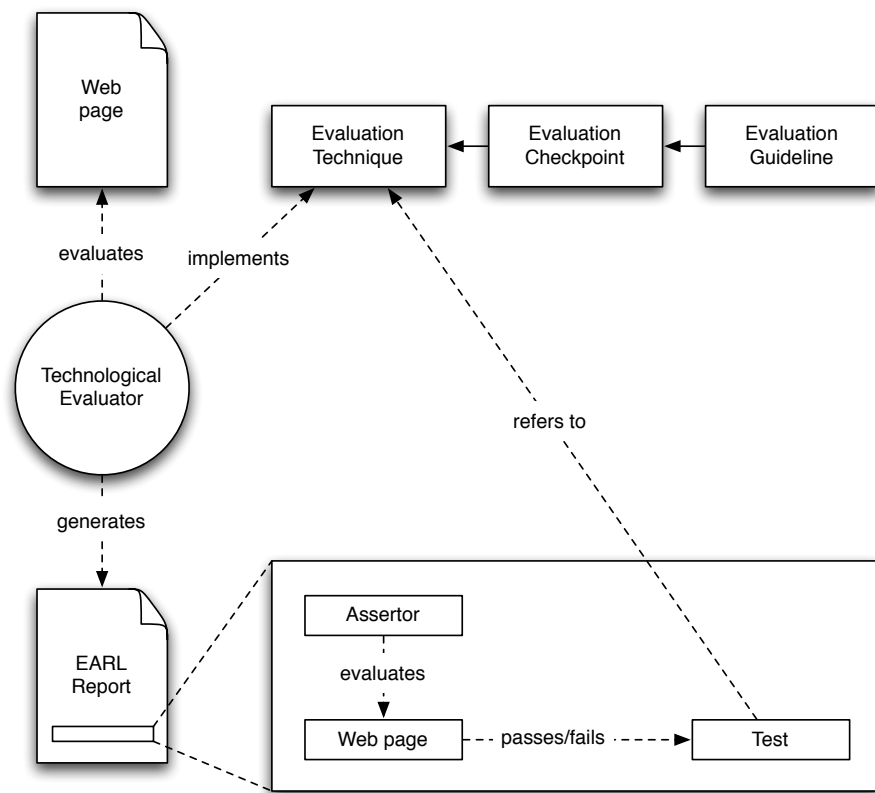 Web
page
Evaluation
Technique
Evaluation
Checkpoint
Evaluation
Guideline
evaluates
implements
Technological
Evaluator
refers to
generates
EARL
Report
Assertor
evaluates
Web page
passes/fails
Test